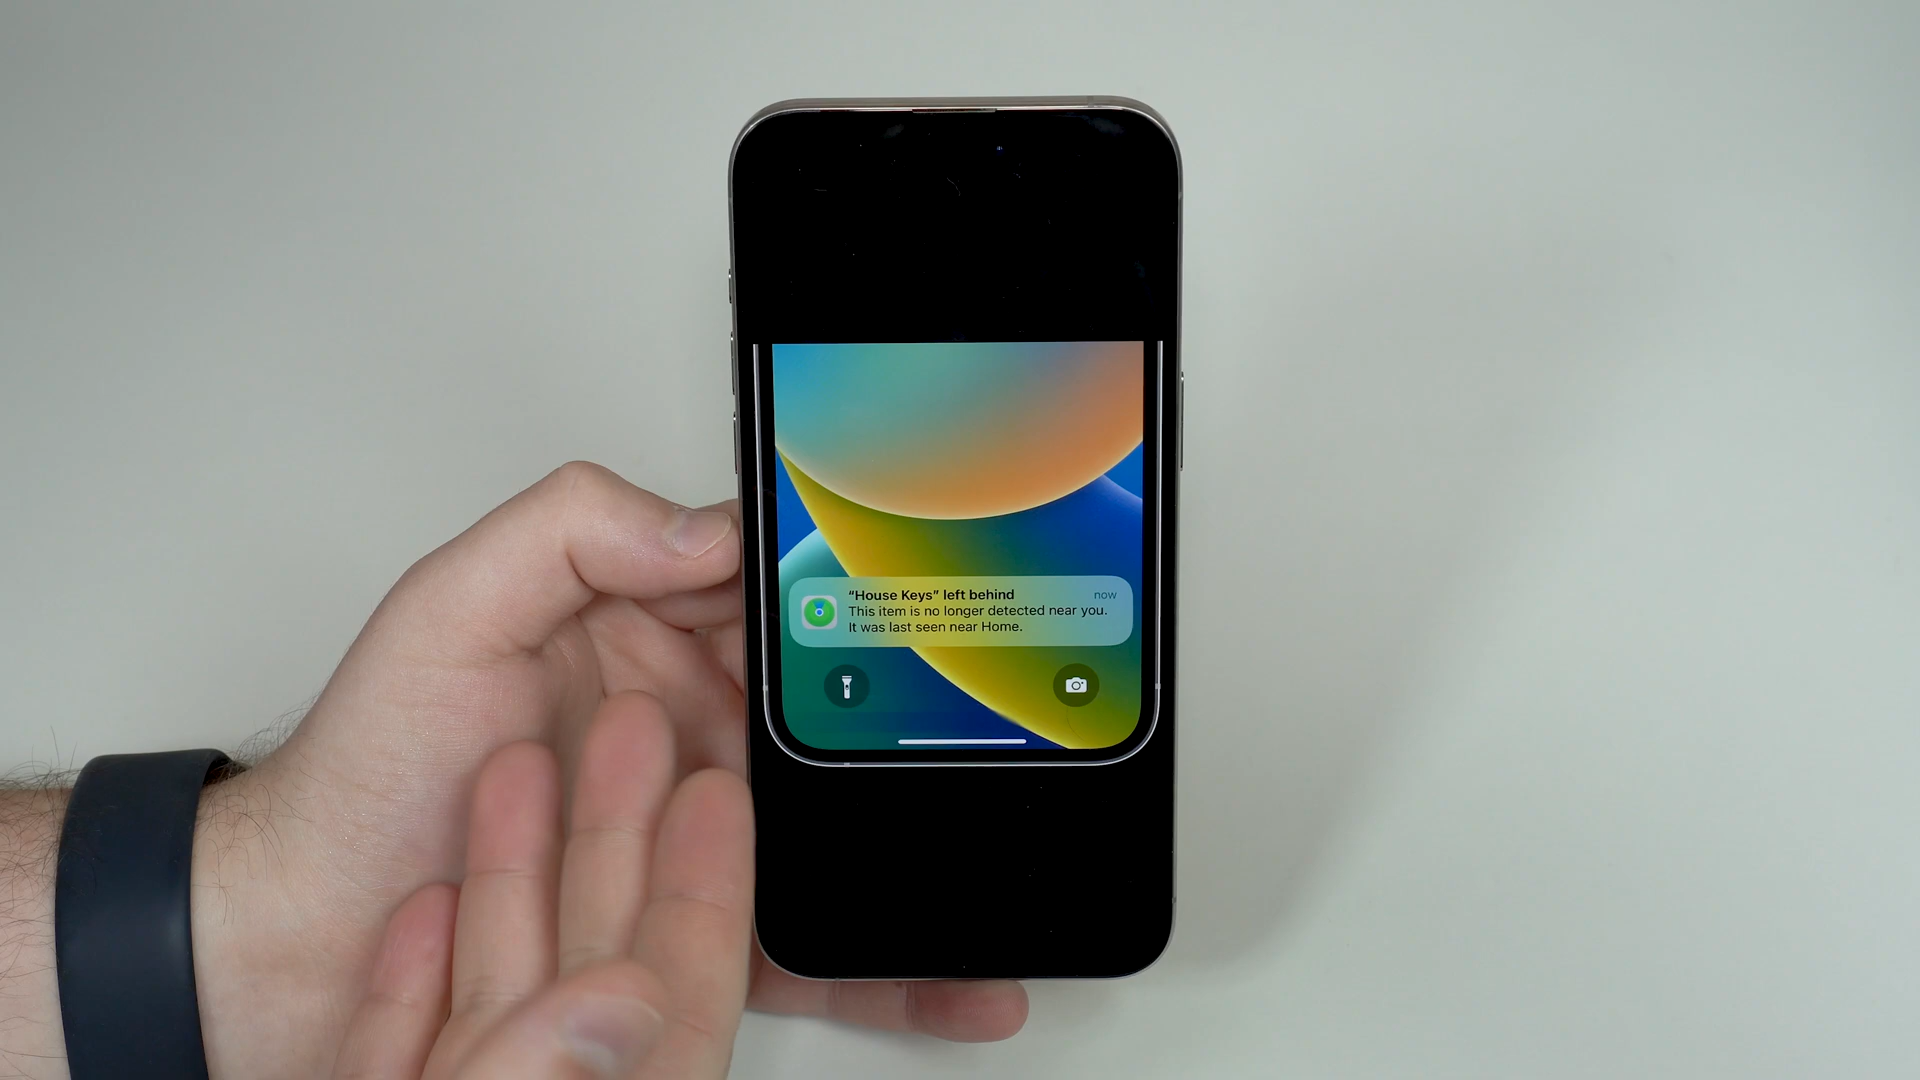 “House Keys” left behind
now
This item is no longer detected near you.
It was last seen near Home.